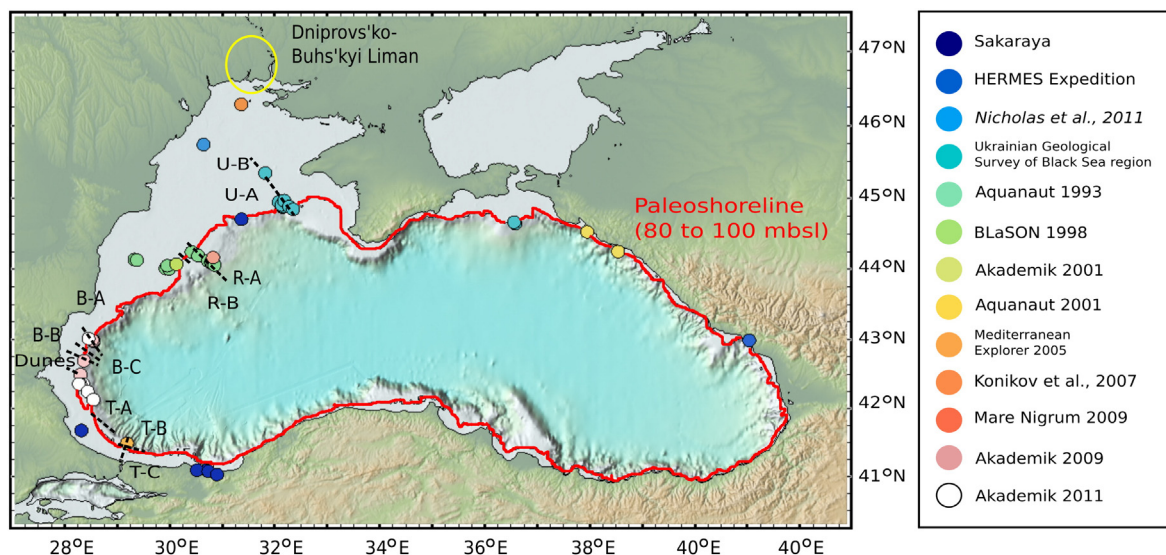 Dniprovs'ko-
Buhs'kyi Liman
U-B
U-A
Paleoshoreline
(80 to 100 mbsl)
R-A
R-B
B-A
B-B
B-C
Dunes
T-A
T-B
T-C
47°N
46°N
45°N
44°N
43°N
42°N
41°N
28°E
30°E
32°E
34°E
36°E
38°E
40°E
40°E
Sakaraya
HERMES Expedition
Nicholas et al., 2011
Ukrainian Geological
Survey of Black Sea region
Aquanaut 1993
BLaSON 1998
Akademik 2001
Aquanaut 2001
Mediterranean
Explorer 2005
Konikov et al., 2007
Mare Nigrum 2009
Akademik 2009
Akademik 2011